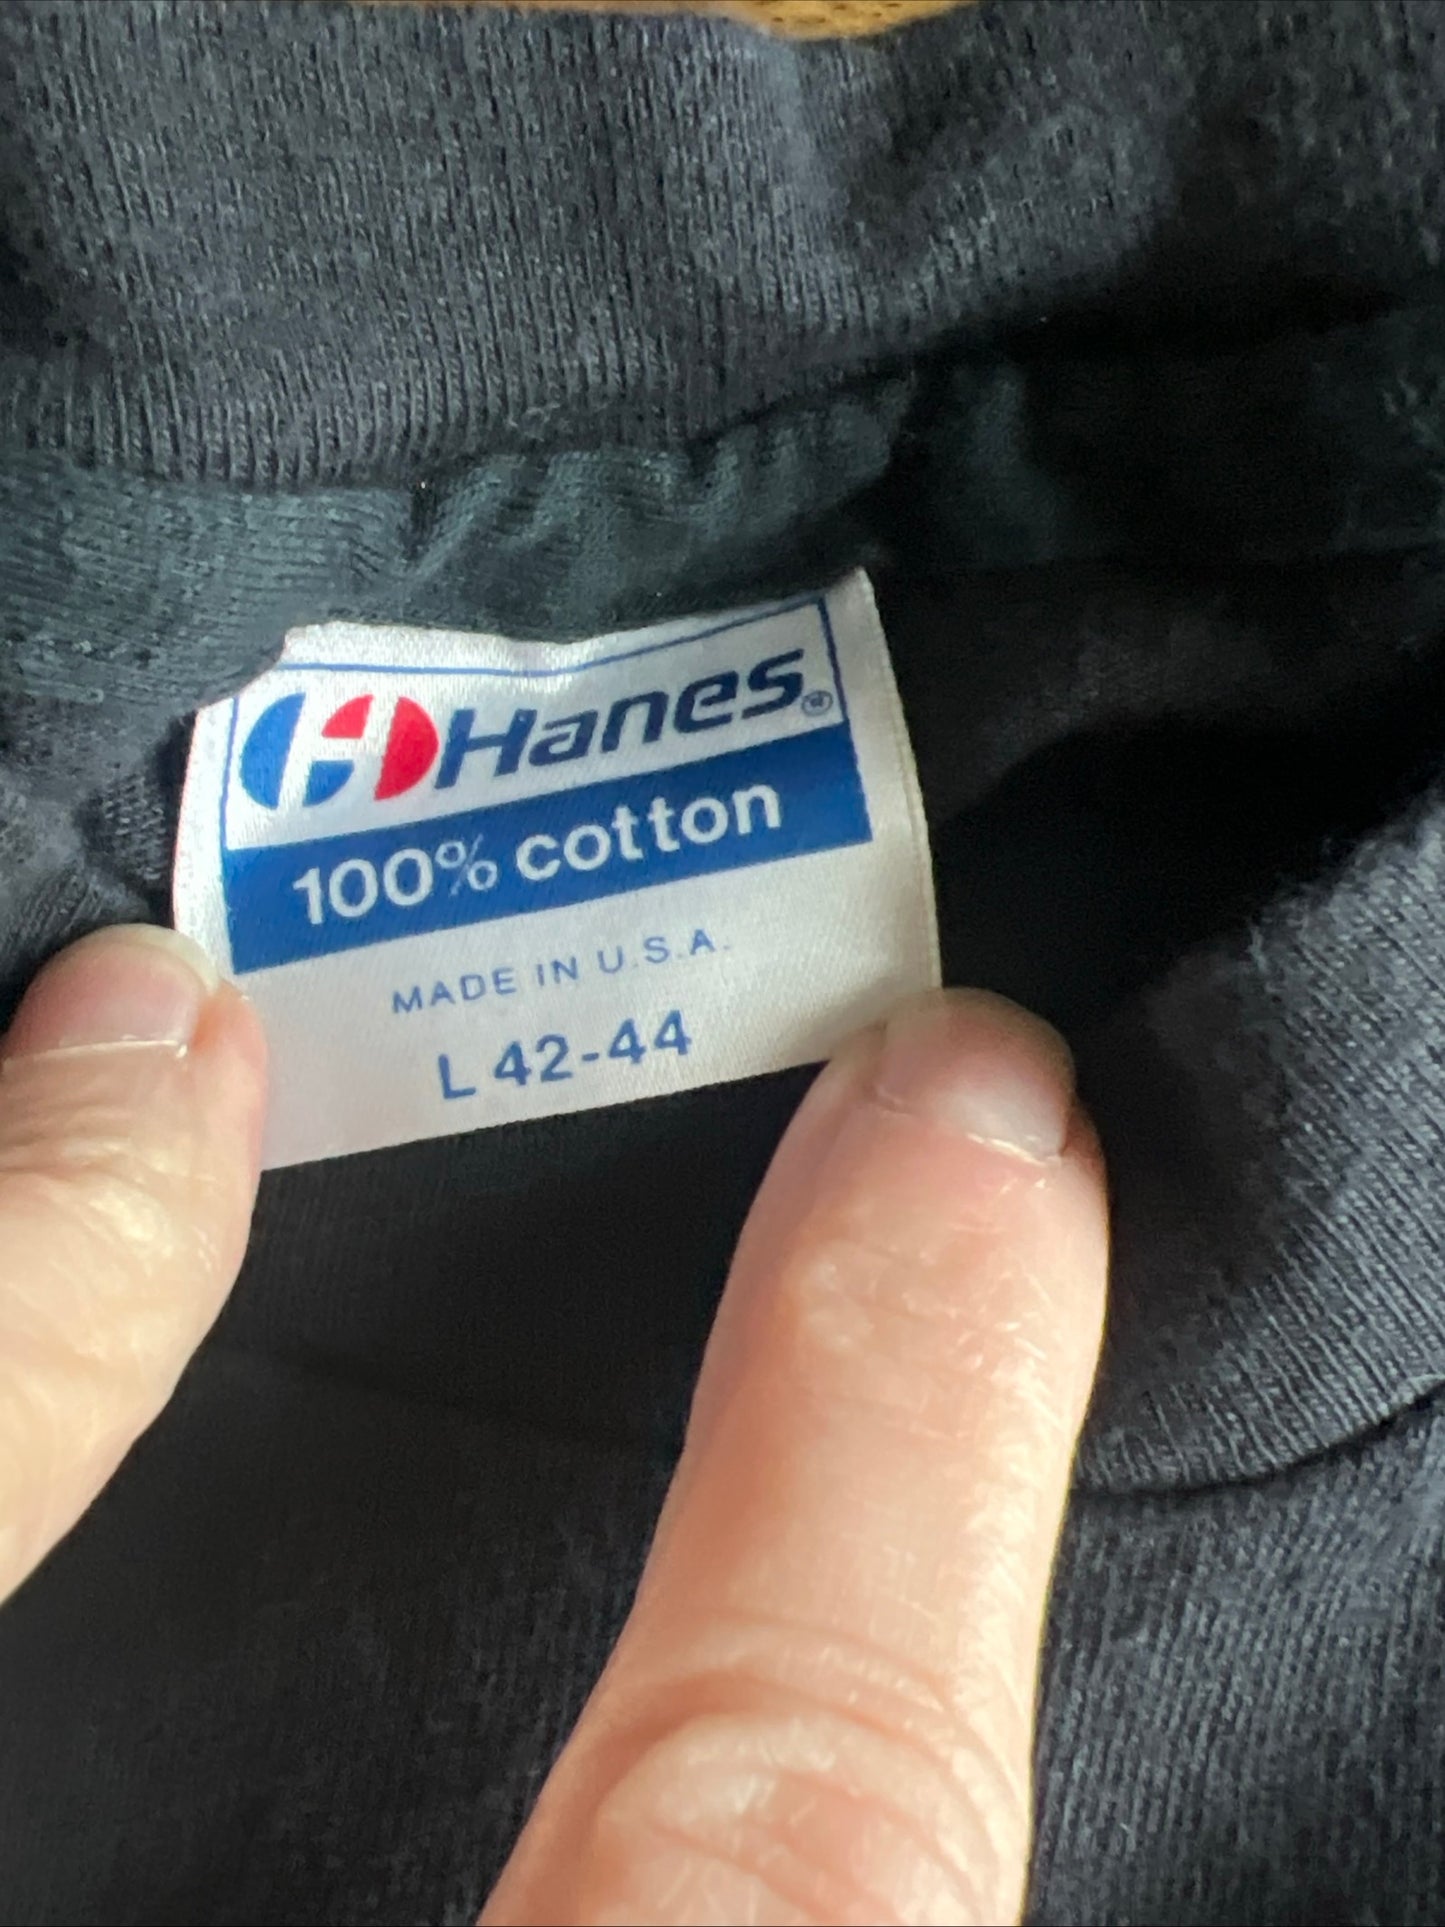 Hanes®
100% cotton
MADE IN U.S.A.
L 42-44